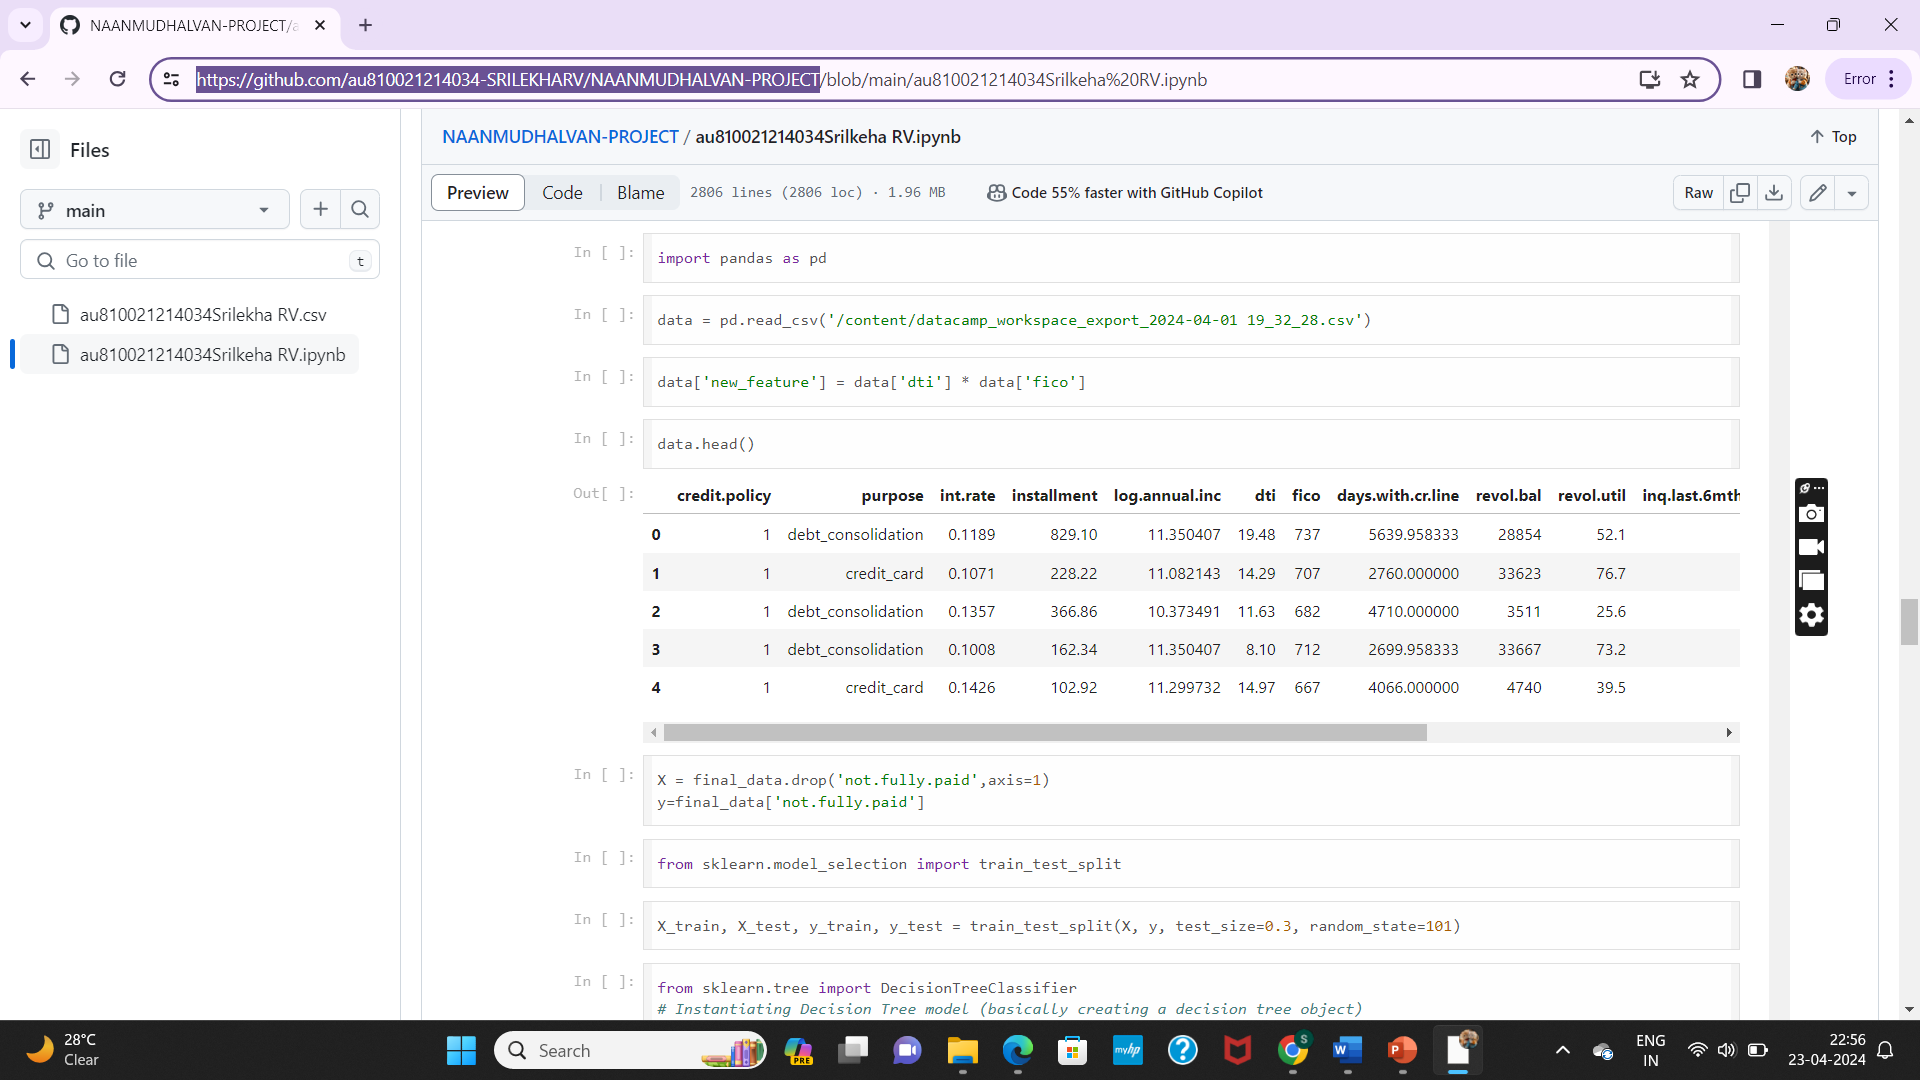 NAANMUDHALVAN-PROJECT/a
https://github.com/au810021214034-SRILEKHARV/NAANMUDHALVAN-PROJECT/blob/main/au810021214034Srilkeha%20RV.ipynb
Error
Files
main
Go to file
t
au810021214034Srilekha RV.csv
au810021214034Srilkeha RV.ipynb
NAANMUDHALVAN-PROJECT / au810021214034Srilkeha RV.ipynb
Top
Preview Code Blame 2806 lines (2806 loc) · 1.96 MB Code 55% faster with GitHub Copilot Raw
In [ ]: import pandas as pd
In [ ]: data = pd.read_csv('/content/datacamp_workspace_export_2024-04-01 19_32_28.csv')
In [ ]: data['new_feature'] = data['dti'] * data['fico']
In [ ]: data.head()
Out[ ]: credit.policy purpose int.rate installment log.annual.inc dti fico days.with.cr.line revol.bal revol.util inq.last.6mth
0 1 debt_consolidation 0.1189 829.10 11.350407 19.48 737 5639.958333 28854 52.1
1 1 credit_card 0.1071 228.22 11.082143 14.29 707 2760.000000 33623 76.7
2 1 debt_consolidation 0.1357 366.86 10.373491 11.63 682 4710.000000 3511 25.6
3 1 debt_consolidation 0.1008 162.34 11.350407 8.10 712 2699.958333 33667 73.2
4 1 credit_card 0.1426 102.92 11.299732 14.97 667 4066.000000 4740 39.5
In [ ]: X = final_data.drop('not.fully.paid',axis=1)
y=final_data['not.fully.paid']
In [ ]: from sklearn.model_selection import train_test_split
In [ ]: X_train, X_test, y_train, y_test = train_test_split(X, y, test_size=0.3, random_state=101)
In [ ]: from sklearn.tree import DecisionTreeClassifier
# Instantiating Decision Tree model (basically creating a decision tree object)
28°C
Clear
Search
PRE
myhp
S
ENG
IN
22:56
23-04-2024